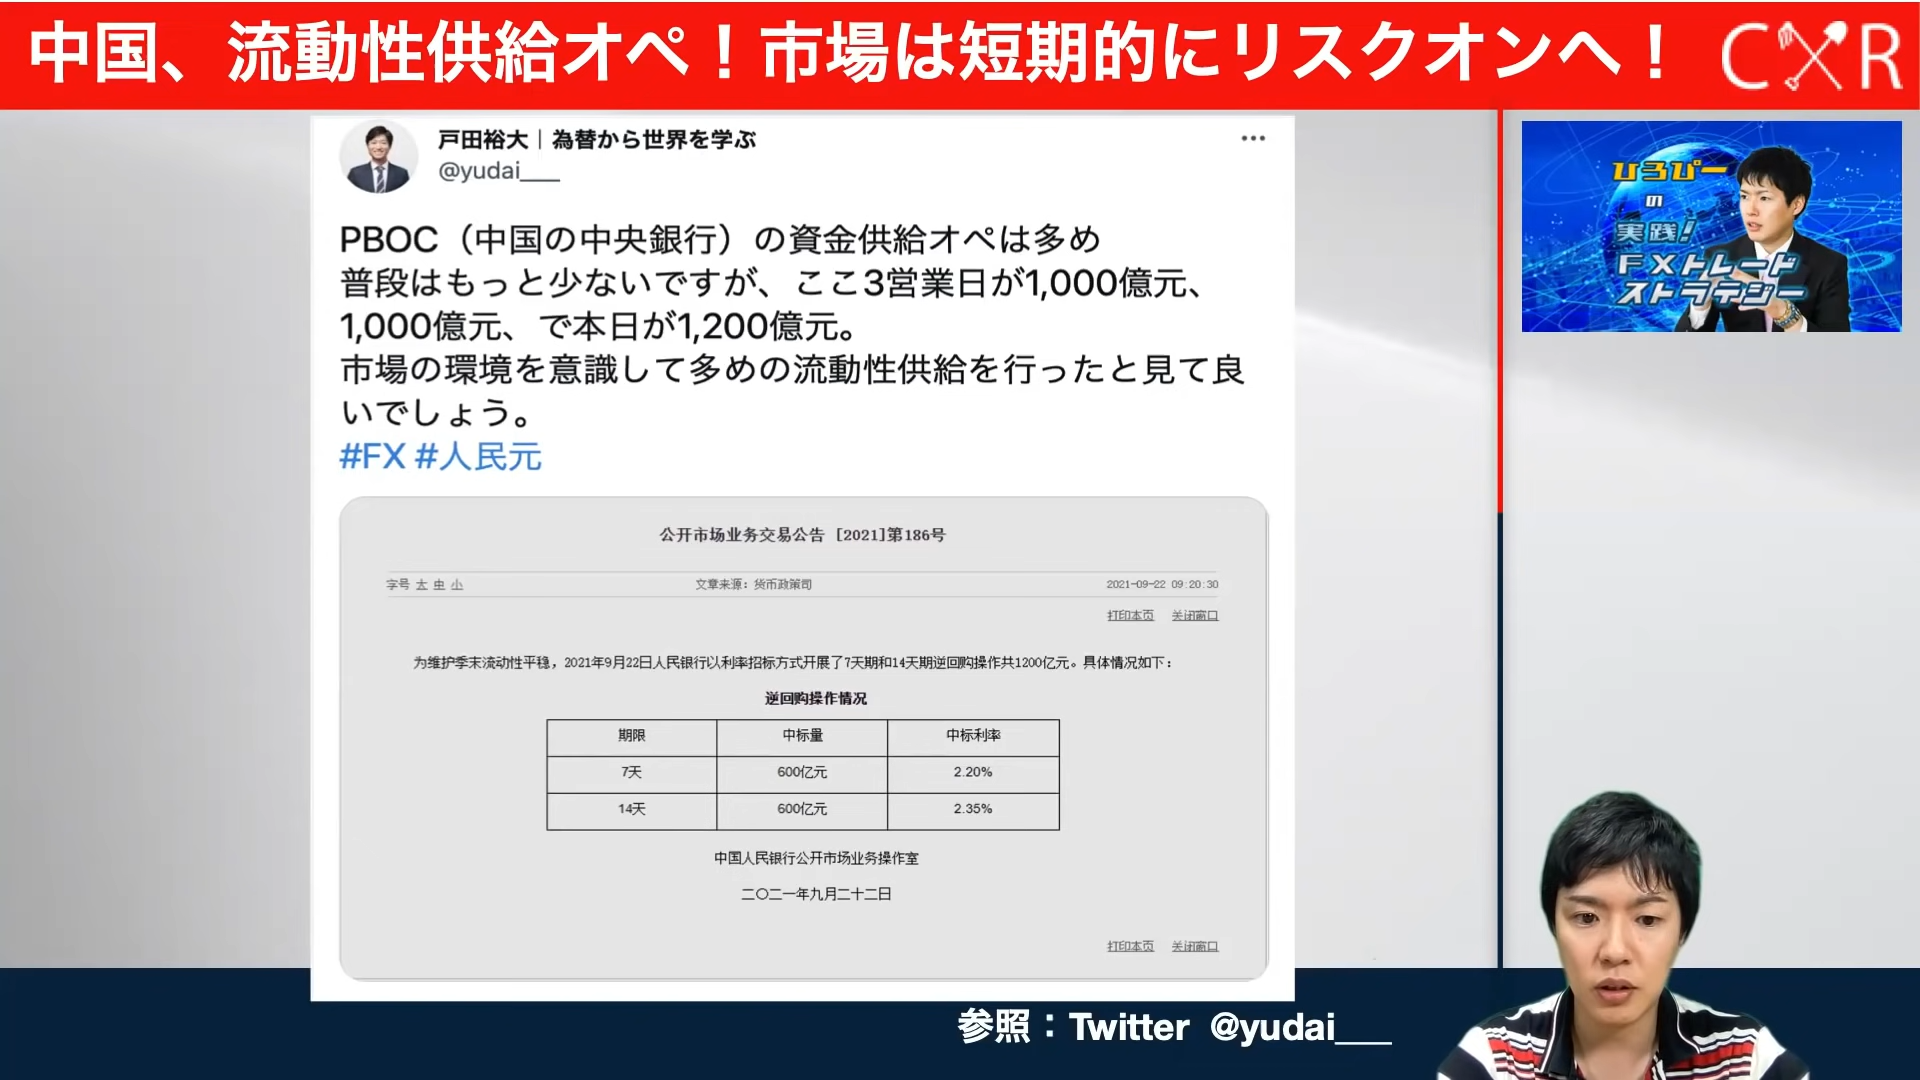 中国、流動性供給オペ！市場は短期的にリスクオンへ！
CXR
戸田裕大｜為替から世界を学ぶ
@yudai___
PBOC（中国の中央銀行）の資金供給オペは多め
普段はもっと少ないですが、ここ3営業日が1,000億元、
1,000億元、で本日が1,200億元。
市場の環境を意識して多めの流動性供給を行ったと見て良
いでしょう。
#FX #人民元
公开市场业务交易公告 [2021]第186号
字号 大 中 小
文章来源：货币政策司
2021-09-22 09:20:30
打印本页 关闭窗口
为维护季末流动性平稳，2021年9月22日人民银行以利率招标方式开展了7天期和14天期逆回购操作共1200亿元。具体情况如下：
逆回购操作情况
期限 中标量 中标利率
7天 600亿元 2.20%
14天 600亿元 2.35%
中国人民银行公开市场业务操作室
二〇二一年九月二十二日
打印本页 关闭窗口
参照：Twitter @yudai___
ひろぴー
の
実践!
FXトレード
ストラテジー